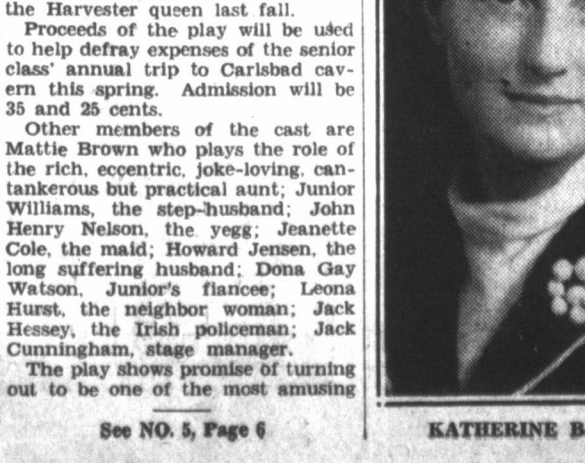 the Harvester queen last fall.
Proceeds of the play will be used
to help defray expenses of the senior
class' annual trip to Carlsbad cav-
ern this spring. Admission will be
35 and 25 cents.
Other members of the cast are
Mattie Brown who plays the role of
the rich, eccentric, joke-loving, can-
tankerous but practical aunt; Junior
Williams, the step-husband; John
Henry Nelson, the yegg; Jeanette
Cole, the maid; Howard Jensen, the
long suffering husband; Dona Gay
Watson, Junior's fiancee; Leona
Hurst, the neighbor woman; Jack
Hessey, the Irish policeman; Jack
Cunningham, stage manager.
The play shows promise of turning
out to be one of the most amusing
See NO. 5, Page 6
KATHERINE B